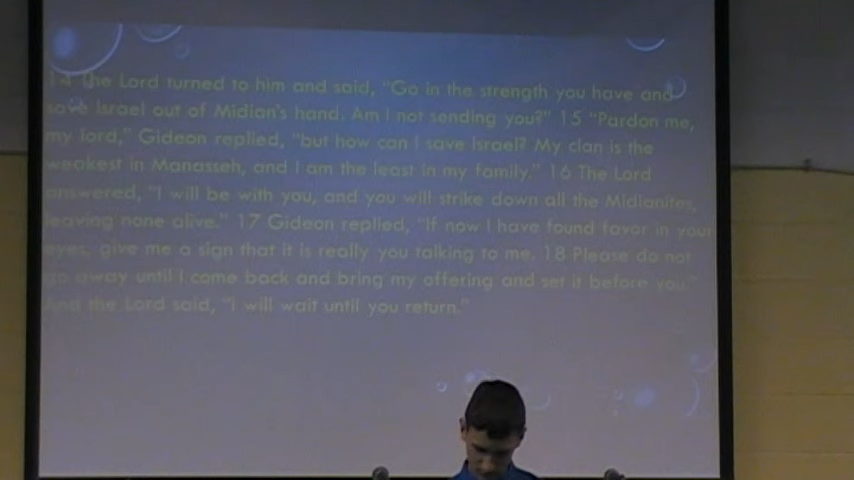 14 The Lord turned to him and said, “Go in the strength you have and
save Israel out of Midian’s hand. Am I not sending you?” 15 “Pardon me,
my lord,” Gideon replied, “but how can I save Israel? My clan is the
weakest in Manasseh, and I am the least in my family.” 16 The Lord
answered, “I will be with you, and you will strike down all the Midianites,
leaving none alive.” 17 Gideon replied, “If now I have found favor in your
eyes, give me a sign that it is really you talking to me. 18 Please do not
go away until I come back and bring my offering and set it before you.”
And the Lord said, “I will wait until you return.”